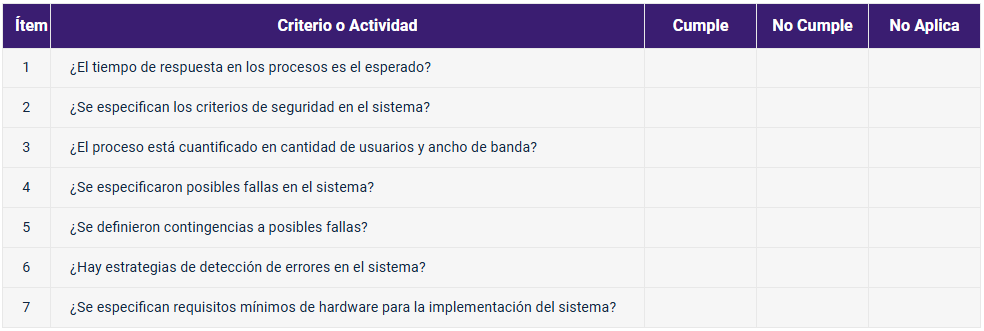 Ítem Criterio o Actividad Cumple No Cumple No Aplica
1 ¿El tiempo de respuesta en los procesos es el esperado?
2 ¿Se especifican los criterios de seguridad en el sistema?
3 ¿El proceso está cuantificado en cantidad de usuarios y ancho de banda?
4 ¿Se especificaron posibles fallas en el sistema?
5 ¿Se definieron contingencias a posibles fallas?
6 ¿Hay estrategias de detección de errores en el sistema?
7 ¿Se especifican requisitos mínimos de hardware para la implementación del sistema?